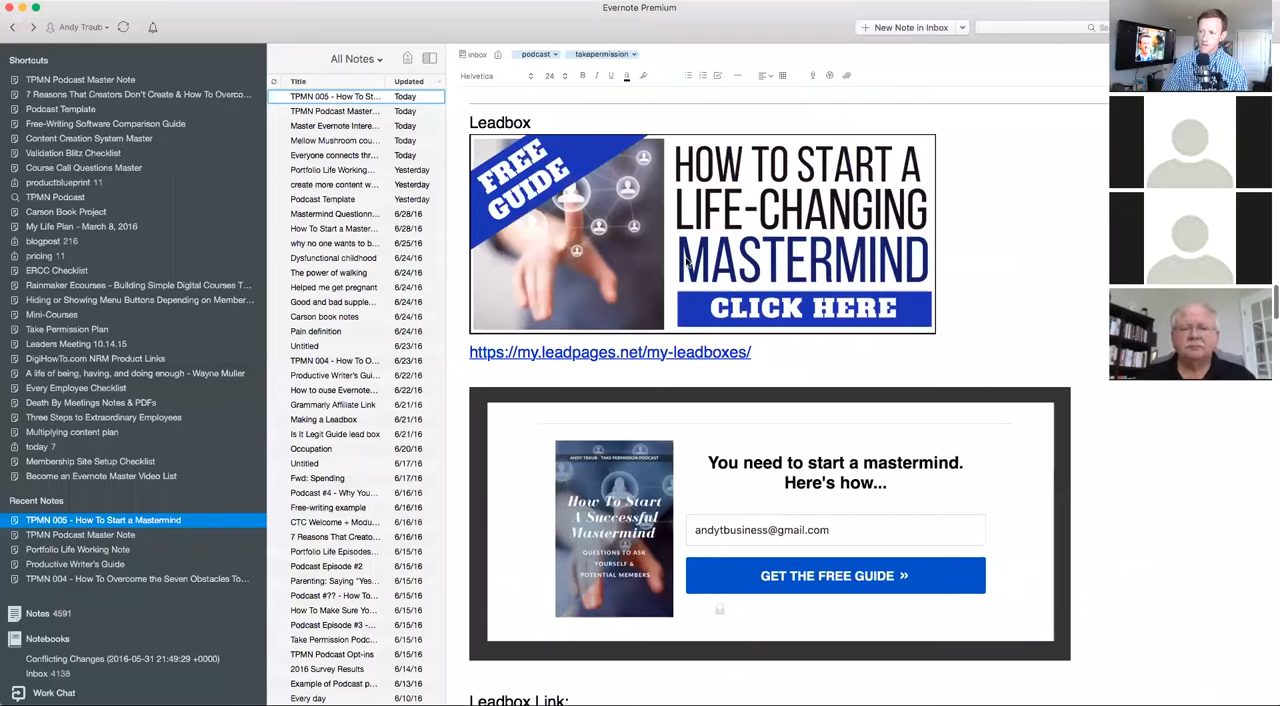 Evernote Premium
Andy Traub
New Note in Inbox
Shortcuts
TPMN Podcast Master Note
7 Reasons That Creators Don't Create & How To Overco...
Podcast Template
Free-Writing Software Comparison Guide
Content Creation System Master
Validation Blitz Checklist
Course Call Questions Master
productblueprint 11
TPMN Podcast
Carson Book Project
My Life Plan - March 8, 2016
blogpost 216
pricing 11
ERCC Checklist
Rainmaker Ecourses - Building Simple Digital Courses T...
Hiding or Showing Menu Buttons Depending on Member...
Mini-Courses
Take Permission Plan
Leaders Meeting 10.14.15
DigiHowTo.com NRM Product Links
A life of being, having, and doing enough - Wayne Muller
Every Employee Checklist
Death By Meetings Notes & PDFs
Three Steps to Extraordinary Employees
Multiplying content plan
today 7
Membership Site Setup Checklist
Become an Evernote Master Video List
Recent Notes
TPMN 005 - How To Start a Mastermind
TPMN Podcast Master Note
Portfolio Life Working Note
Productive Writer's Guide
TPMN 004 - How To Overcome the Seven Obstacles To...
Notes 4591
Notebooks
Conflicting Changes (2016-05-31 21:49:29 +0000)
Inbox 4138
Work Chat
All Notes
Title Updated
TPMN 005 - How To St... Today
TPMN Podcast Master... Today
Master Evernote Intere... Today
Mellow Mushroom cou... Today
Everyone connects thr... Today
Portfolio Life Working... Yesterday
create more content w... Yesterday
Podcast Template Yesterday
Mastermind Questionn... 6/28/16
How To Start a Master... 6/28/16
why no one wants to b... 6/25/16
Dysfunctional childhood 6/24/16
The power of walking 6/24/16
Helped me get pregnant 6/24/16
Good and bad supple... 6/24/16
Carson book notes 6/24/16
Pain definition 6/24/16
Untitled 6/23/16
TPMN 004 - How To O... 6/23/16
Productive Writer's Gui... 6/22/16
How to ouse Evernote... 6/22/16
Grammarly Affiliate Link 6/21/16
Making a Leadbox 6/21/16
Is It Legit Guide lead box 6/21/16
Occupation 6/20/16
Untitled 6/17/16
Fwd: Spending 6/17/16
Podcast #4 - Why You... 6/16/16
Free-writing example 6/16/16
CTC Welcome + Modu... 6/16/16
7 Reasons That Creato... 6/16/16
Portfolio Life Episodes... 6/15/16
Podcast Episode #2 6/15/16
Parenting: Saying "Yes... 6/15/16
Podcast #?? - How To... 6/15/16
How To Make Sure Yo... 6/15/16
Podcast Episode #3 -... 6/15/16
Take Permission Podc... 6/15/16
TPMN Podcast Opt-ins 6/15/16
2016 Survey Results 6/14/16
Example of Podcast p... 6/13/16
Every day 6/10/16
Inbox podcast takepermission
Helvetica 24 B I U a
Leadbox
FREE
GUIDE
HOW TO START A
LIFE-CHANGING
MASTERMIND
CLICK HERE
https://my.leadpages.net/my-leadboxes/
ANDY TRAUB - TAKE PERMISSION PODCAST
How To Start
A Successful
Mastermind
QUESTIONS TO ASK
YOURSELF &
POTENTIAL MEMBERS
You need to start a mastermind.
Here's how...
andytbusiness@gmail.com
GET THE FREE GUIDE »
Leadbox Link: